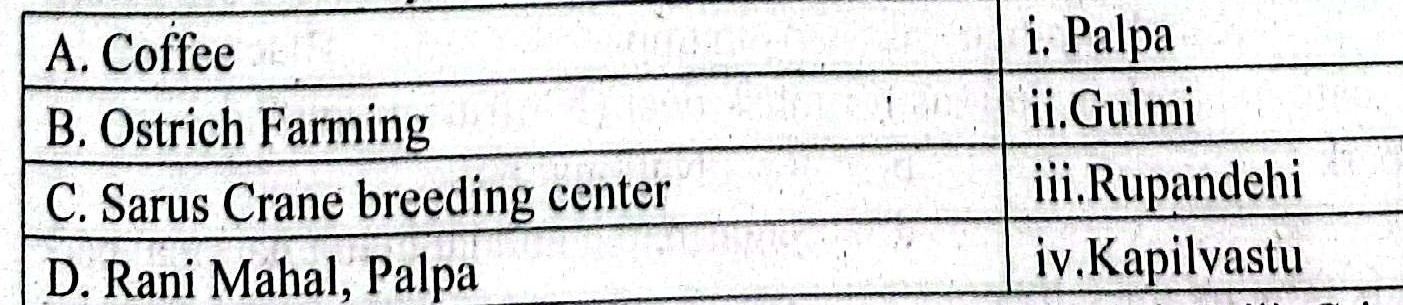 A. Coffee
i. Palpa
B. Ostrich Farming
ii.Gulmi
C. Sarus Crane breeding center
iii.Rupandehi
D. Rani Mahal, Palpa
iv.Kapilvastu